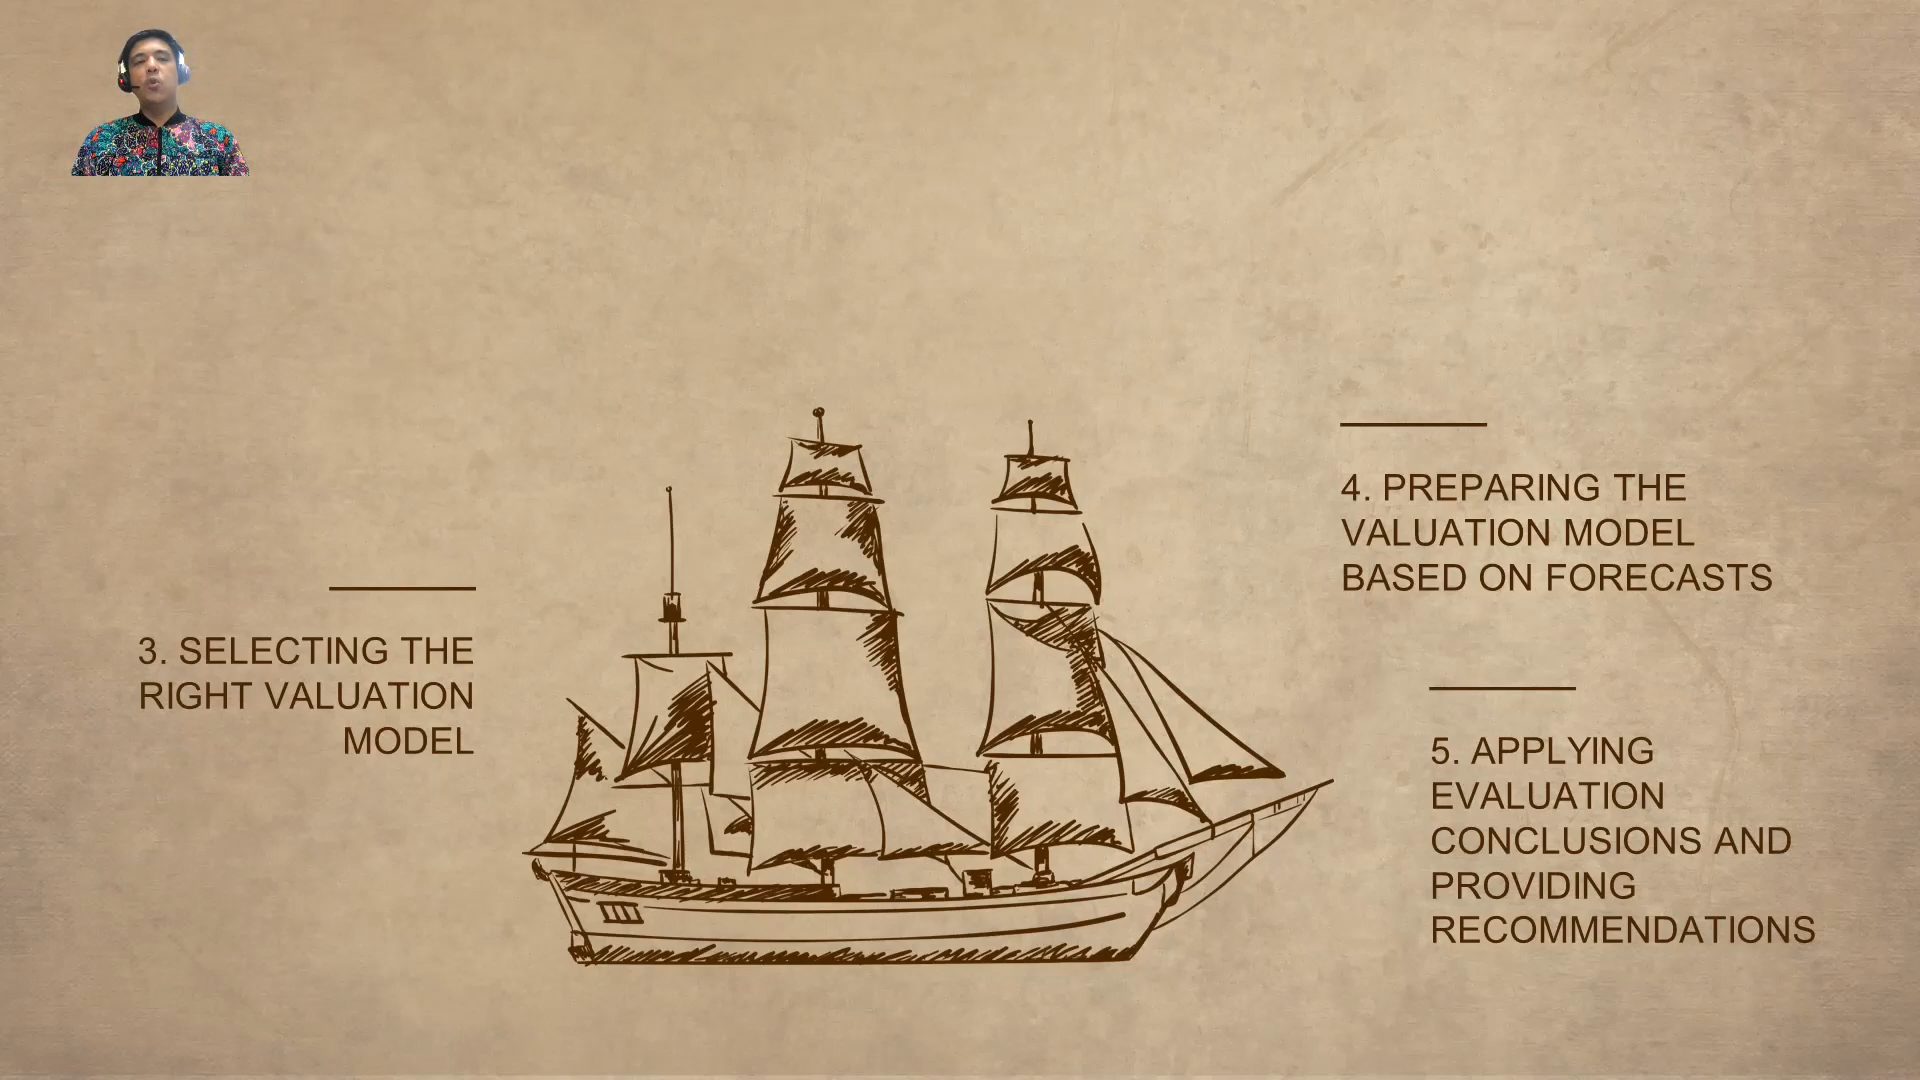 3. SELECTING THE
RIGHT VALUATION
MODEL
4. PREPARING THE
VALUATION MODEL
BASED ON FORECASTS
5. APPLYING
EVALUATION
CONCLUSIONS AND
PROVIDING
RECOMMENDATIONS